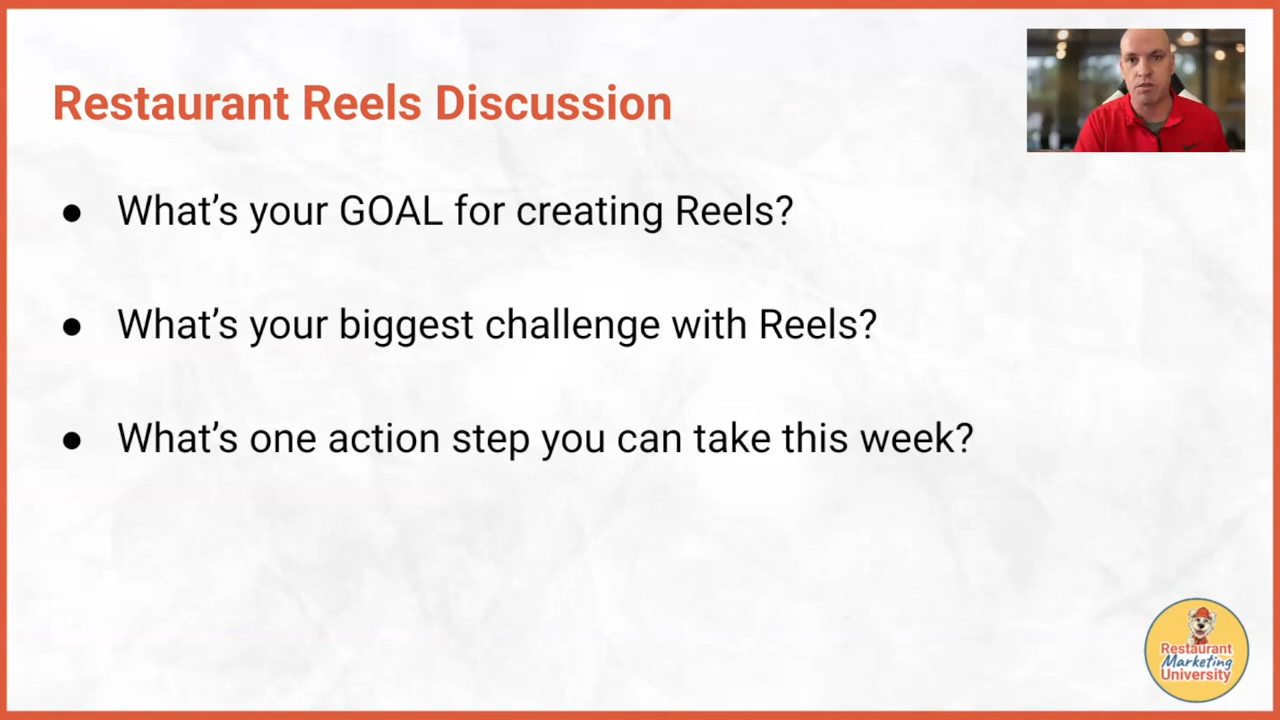 Restaurant Reels Discussion
● What’s your GOAL for creating Reels?
● What’s your biggest challenge with Reels?
● What’s one action step you can take this week?
Restaurant
Marketing
University